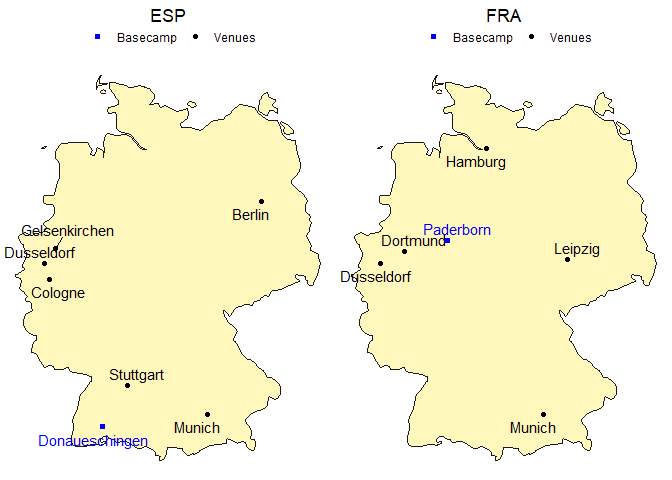 ESP
Basecamp Venues
Berlin
Gelsenkirchen
Dusseldorf
Cologne
Stuttgart
Munich
Donaueschingen
FRA
Basecamp Venues
Hamburg
Paderborn
Dortmund
Leipzig
Dusseldorf
Munich